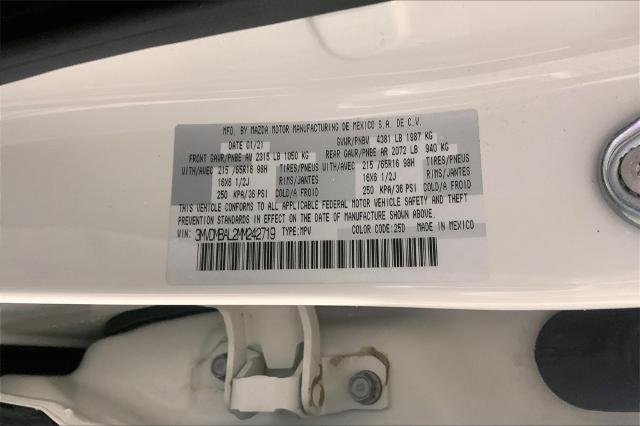 MFD. BY MAZDA MOTOR MANUFACTURING DE MEXICO S.A. DE C.V.
DATE 01/21 GVWR/PNBV 4381 LB 1987 KG
FRONT GAWR/PNBE AV 2315 LB 1050 KG REAR GAWR/PNBE AR 2072 LB 940 KG
WITH/AVEC 215 /65R16 98H TIRES/PNEUS WITH/AVEC 215 /65R16 98H TIRES/PNEUS
16X6 1/2J RIMS/JANTES 16X6 1/2J RIMS/JANTES
250 KPA/36 PSI COLD/A FROID 250 KPA/36 PSI COLD/A FROID
THIS VEHICLE CONFORMS TO ALL APPLICABLE FEDERAL MOTOR VEHICLE SAFETY AND THEFT
PREVENTION STANDARDS IN EFFECT ON THE DATE OF MANUFACTURE SHOWN ABOVE.
VIN: 3MVDMBAL2MM242719 TYPE:MPV COLOR CODE:25D MADE IN MEXICO